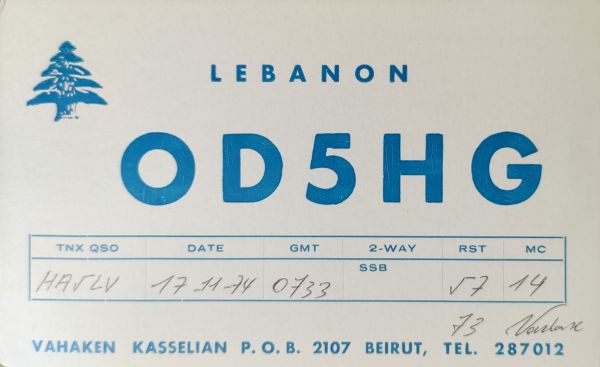 LEBANON
OD5HG
TNX QSO DATE GMT 2-WAY RST MC
SSB
HA5LV 17-11-74 0733 57 14
73
VAHAKEN KASSELIAN P.O.B. 2107 BEIRUT, TEL. 287012